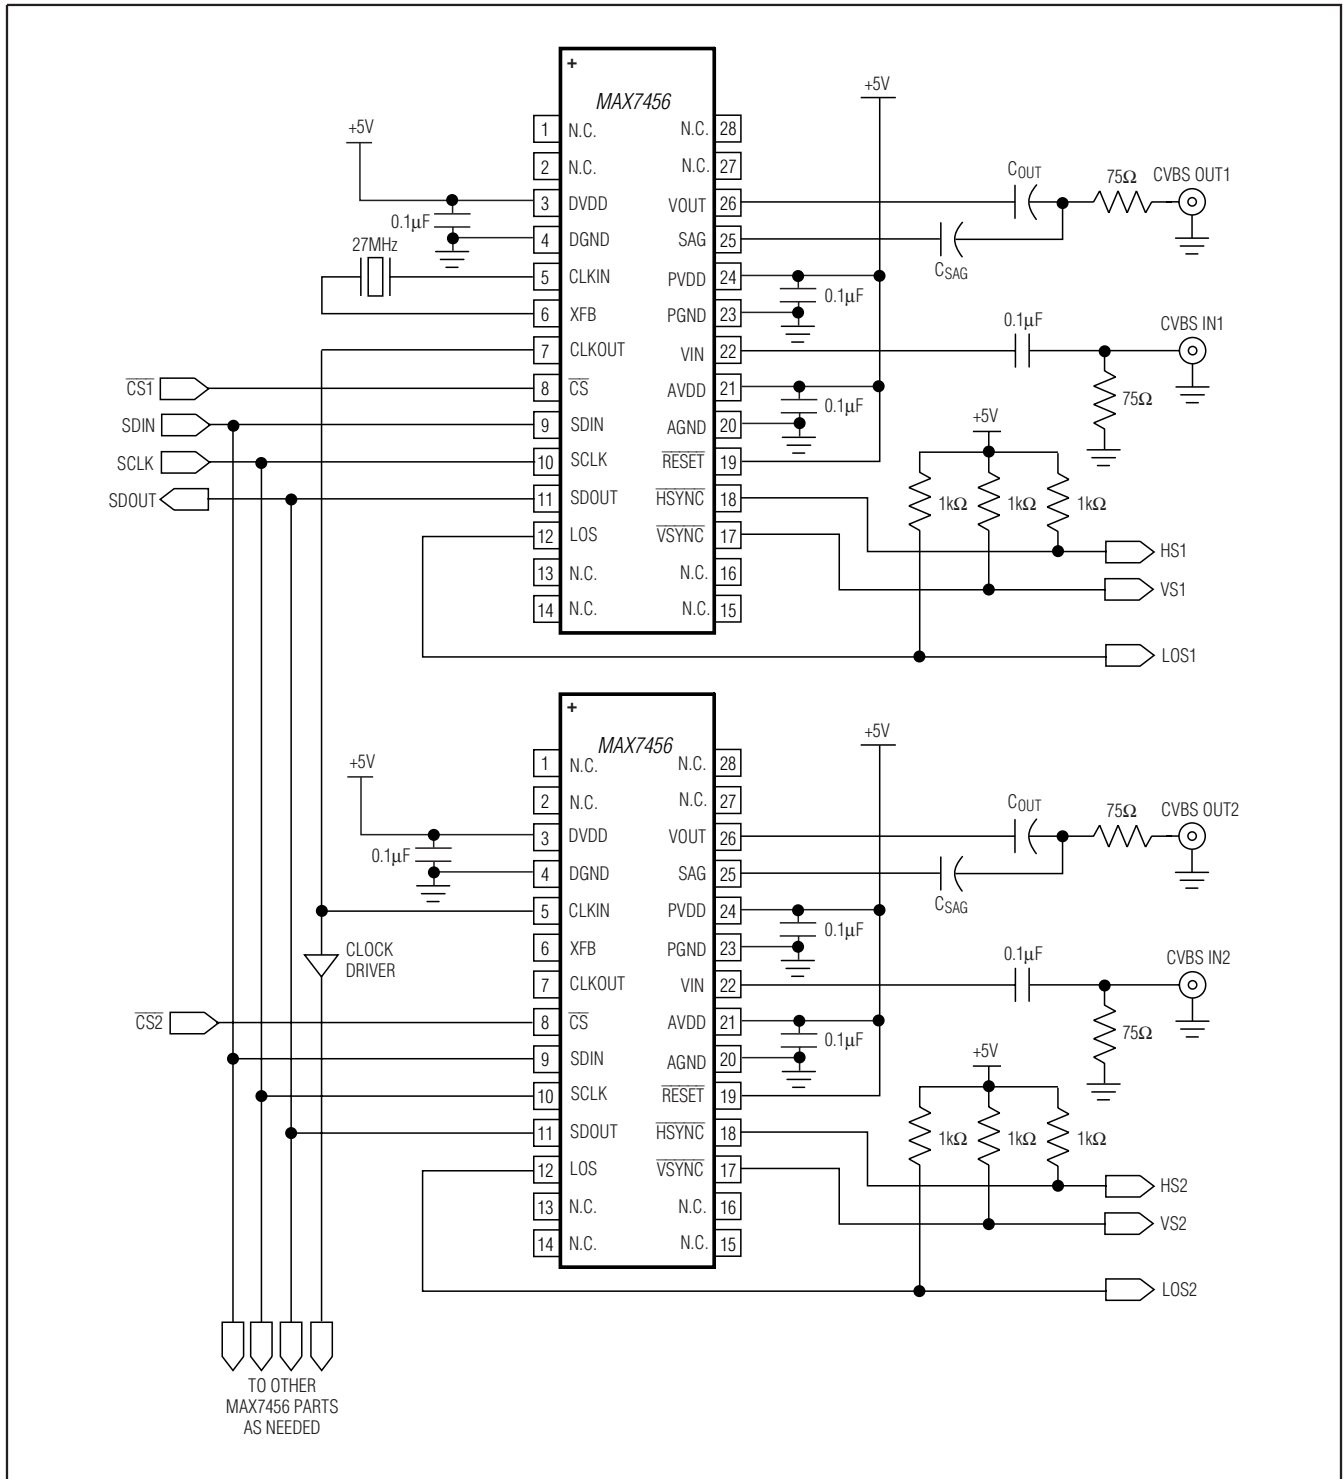 +
MAX7456
+5V
+5V
1 N.C. N.C. 28
2 N.C. N.C. 27
3 DVDD VOUT 26
4 DGND SAG 25
5 CLKIN PVDD 24
6 XFB PGND 23
7 CLKOUT VIN 22
8 CS AVDD 21
9 SDIN AGND 20
10 SCLK RESET 19
11 SDOUT HSYNC 18
12 LOS VSYNC 17
13 N.C. N.C. 16
14 N.C. N.C. 15
0.1µF
27MHz
CS1
SDIN
SCLK
SDOUT
COUT
75Ω
CVBS OUT1
CSAG
0.1µF
0.1µF
CVBS IN1
0.1µF
75Ω
+5V
1kΩ
1kΩ
1kΩ
HS1
VS1
LOS1
+
MAX7456
+5V
+5V
1 N.C. N.C. 28
2 N.C. N.C. 27
3 DVDD VOUT 26
4 DGND SAG 25
5 CLKIN PVDD 24
6 XFB PGND 23
7 CLKOUT VIN 22
8 CS AVDD 21
9 SDIN AGND 20
10 SCLK RESET 19
11 SDOUT HSYNC 18
12 LOS VSYNC 17
13 N.C. N.C. 16
14 N.C. N.C. 15
0.1µF
CLOCK
DRIVER
CS2
COUT
75Ω
CVBS OUT2
CSAG
0.1µF
0.1µF
CVBS IN2
0.1µF
75Ω
+5V
1kΩ
1kΩ
1kΩ
HS2
VS2
LOS2
TO OTHER
MAX7456 PARTS
AS NEEDED